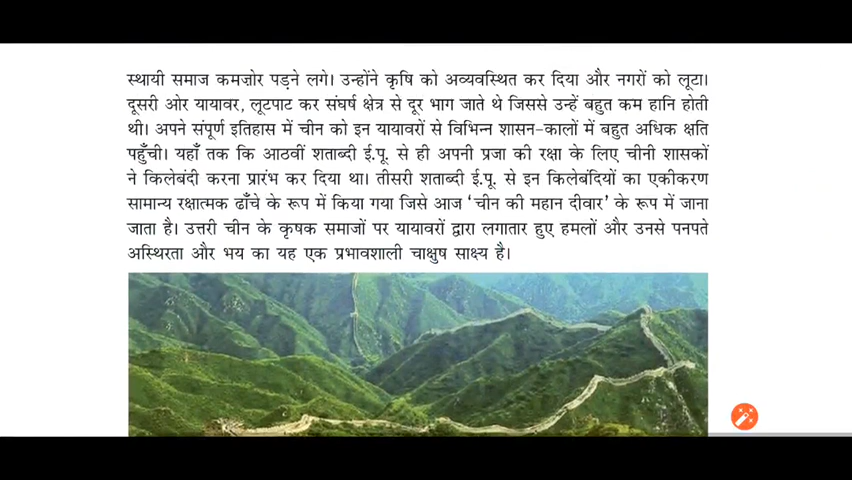 स्थायी समाज कमज़ोर पड़ने लगे। उन्होंने कृषि को अव्यवस्थित कर दिया और नगरों को लूटा।
दूसरी ओर यायावर, लूटपाट कर संघर्ष क्षेत्र से दूर भाग जाते थे जिससे उन्हें बहुत कम हानि होती
थी। अपने संपूर्ण इतिहास में चीन को इन यायावरों से विभिन्न शासन-कालों में बहुत अधिक क्षति
पहुँची। यहाँ तक कि आठवीं शताब्दी ई.पू. से ही अपनी प्रजा की रक्षा के लिए चीनी शासकों
ने किलेबंदी करना प्रारंभ कर दिया था। तीसरी शताब्दी ई.पू. से इन किलेबंदियों का एकीकरण
सामान्य रक्षात्मक ढाँचे के रूप में किया गया जिसे आज ‘चीन की महान दीवार’ के रूप में जाना
जाता है। उत्तरी चीन के कृषक समाजों पर यायावरों द्वारा लगातार हुए हमलों और उनसे पनपते
अस्थिरता और भय का यह एक प्रभावशाली चाक्षुष साक्ष्य है।